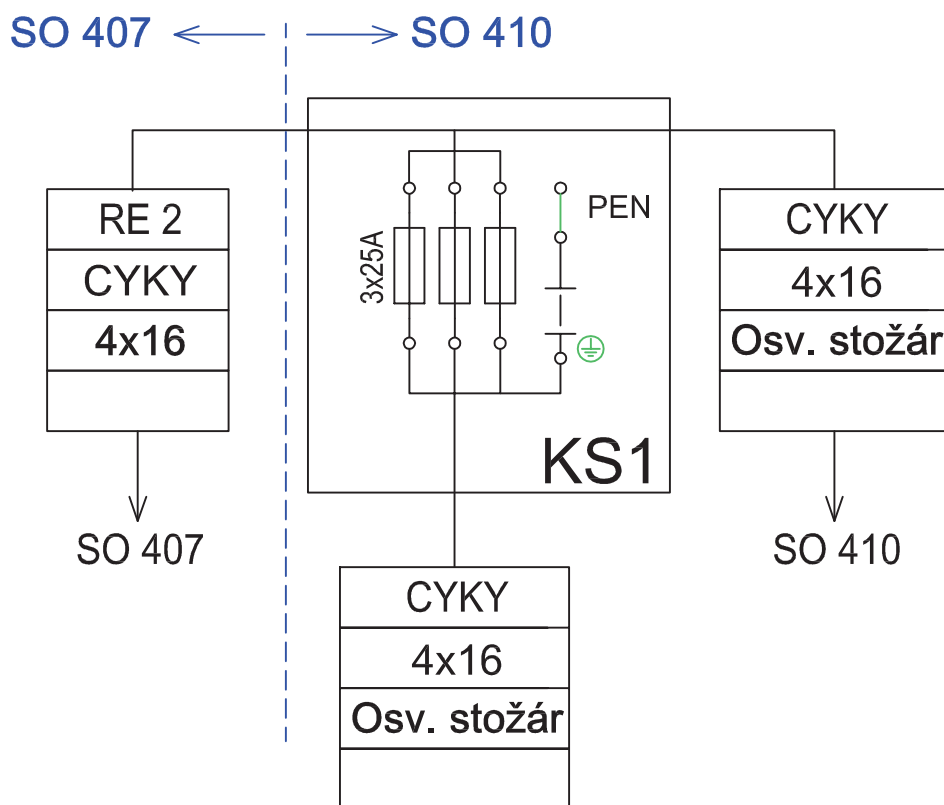 SO 407
SO 410
RE 2
CYKY
4x16
SO 407
3x25A
PEN
KS1
CYKY
4x16
Osv. stožár
SO 410
CYKY
4x16
Osv. stožár